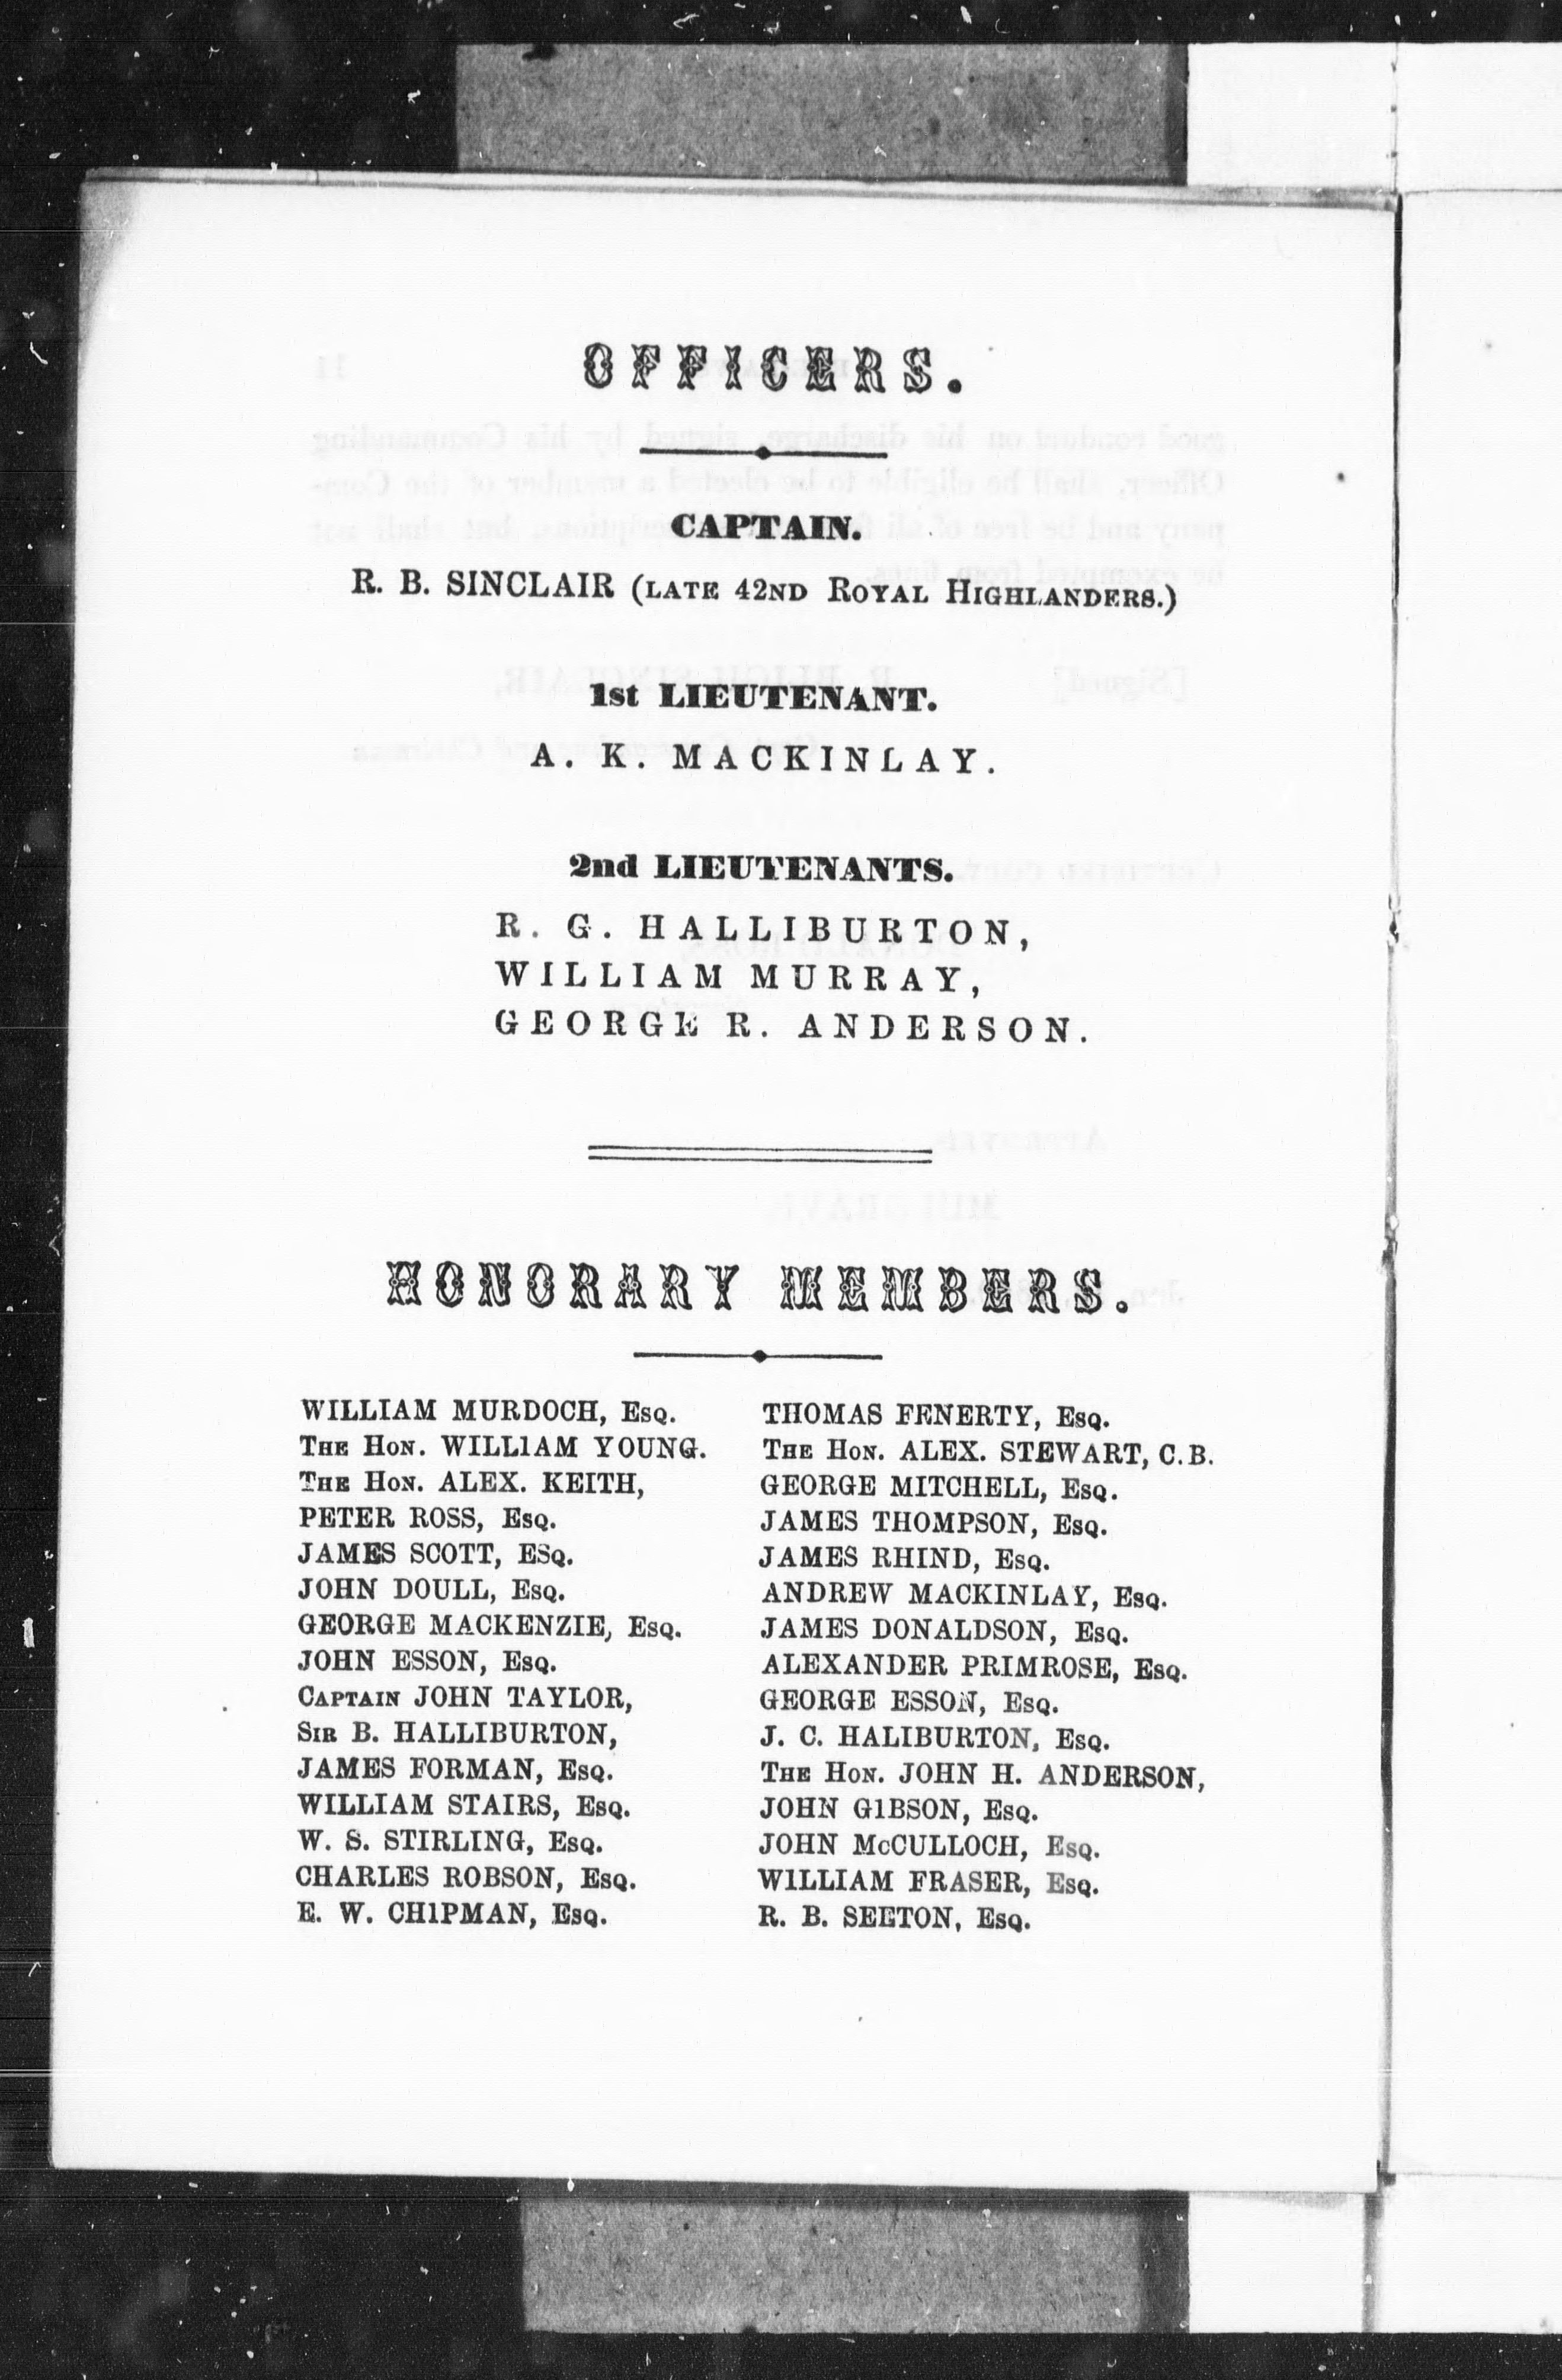 OFFICERS.
CAPTAIN.
R. B. SINCLAIR (LATE 42ND ROYAL HIGHLANDERS.)
1st LIEUTENANT.
A. K. MACKINLAY.
2nd LIEUTENANTS.
R. G. HALLIBURTON,
WILLIAM MURRAY,
GEORGE R. ANDERSON.
HONORARY MEMBERS.
WILLIAM MURDOCH, ESQ.
THE HON. WILLIAM YOUNG.
THE HON. ALEX. KEITH,
PETER ROSS, ESQ.
JAMES SCOTT, ESQ.
JOHN DOULL, ESQ.
GEORGE MACKENZIE, ESQ.
JOHN ESSON, ESQ.
CAPTAIN JOHN TAYLOR,
SIR B. HALLIBURTON,
JAMES FORMAN, ESQ.
WILLIAM STAIRS, ESQ.
W. S. STIRLING, ESQ.
CHARLES ROBSON, ESQ.
E. W. CHIPMAN, ESQ.
THOMAS FENERTY, ESQ.
THE HON. ALEX. STEWART, C.B.
GEORGE MITCHELL, ESQ.
JAMES THOMPSON, ESQ.
JAMES RHIND, ESQ.
ANDREW MACKINLAY, ESQ.
JAMES DONALDSON, ESQ.
ALEXANDER PRIMROSE, ESQ.
GEORGE ESSON, ESQ.
J. C. HALIBURTON, ESQ.
THE HON. JOHN H. ANDERSON,
JOHN GIBSON, ESQ.
JOHN McCULLOCH, ESQ.
WILLIAM FRASER, ESQ.
R. B. SEETON, ESQ.